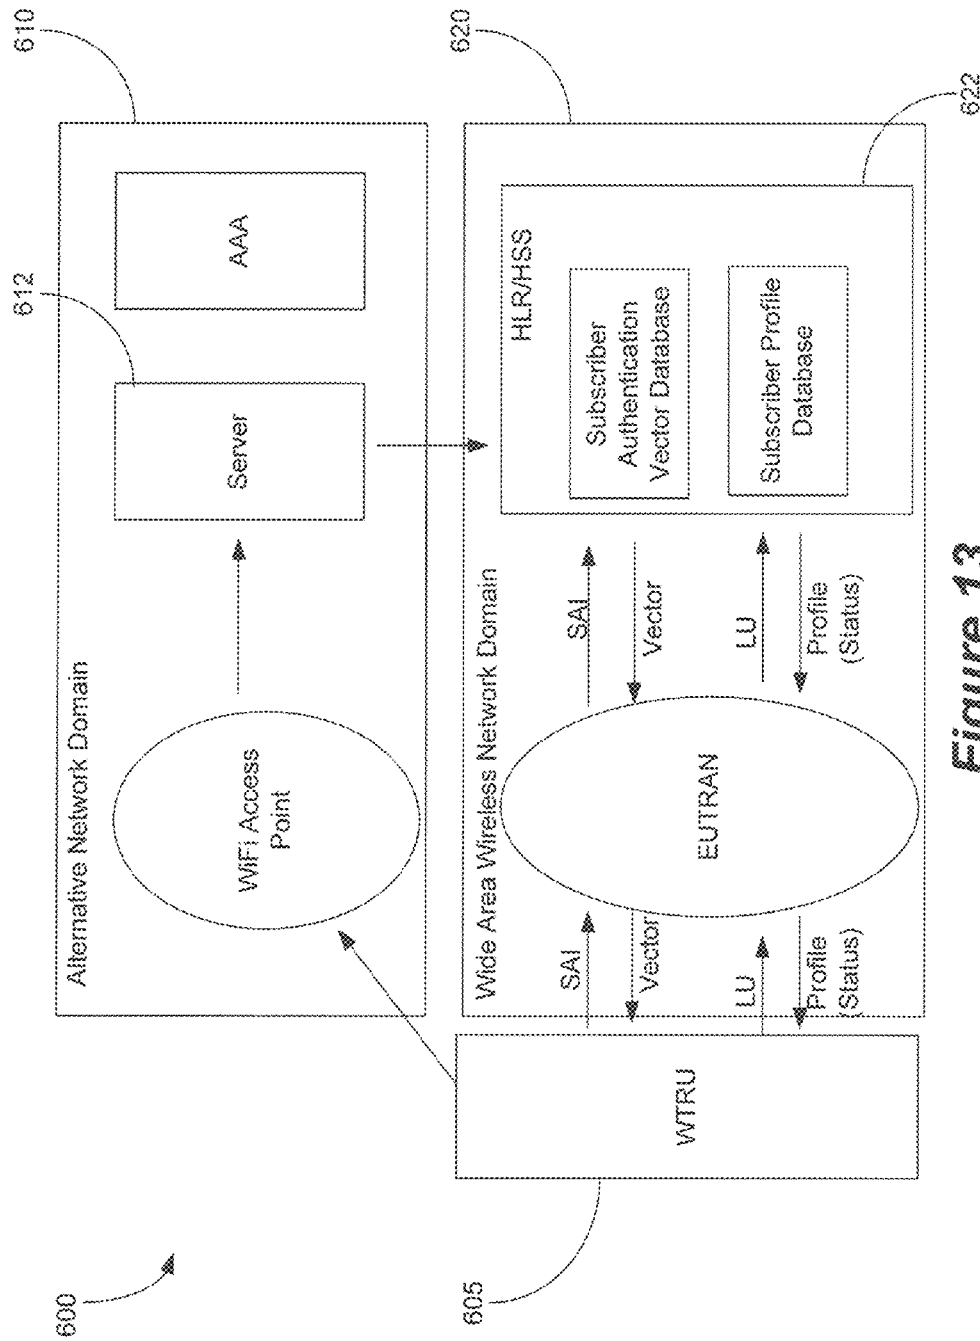 600
610
Alternative Network Domain
612
WiFi Access
Point
Server
AAA
620
Wide Area Wireless Network Domain
605
WTRU
SAI
Vector
LU
Profile
(Status)
EUTRAN
SAI
Vector
LU
Profile
(Status)
HLR/HSS
Subscriber
Authentication
Vector Database
Subscriber Profile
Database
622
Figure 13